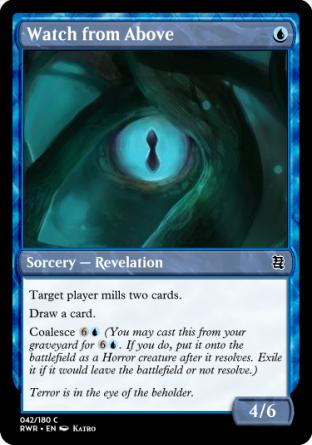 Watch from Above
Sorcery — Revelation
Target player mills two cards.
Draw a card.
Coalesce 6 (You may cast this from your
graveyard for 6 . If you do, put it onto the
battlefield as a Horror creature after it resolves. Exile
it if it would leave the battlefield or not resolve.)
Terror is in the eye of the beholder.
4/6
042/180 C
RWR • EN KATRO